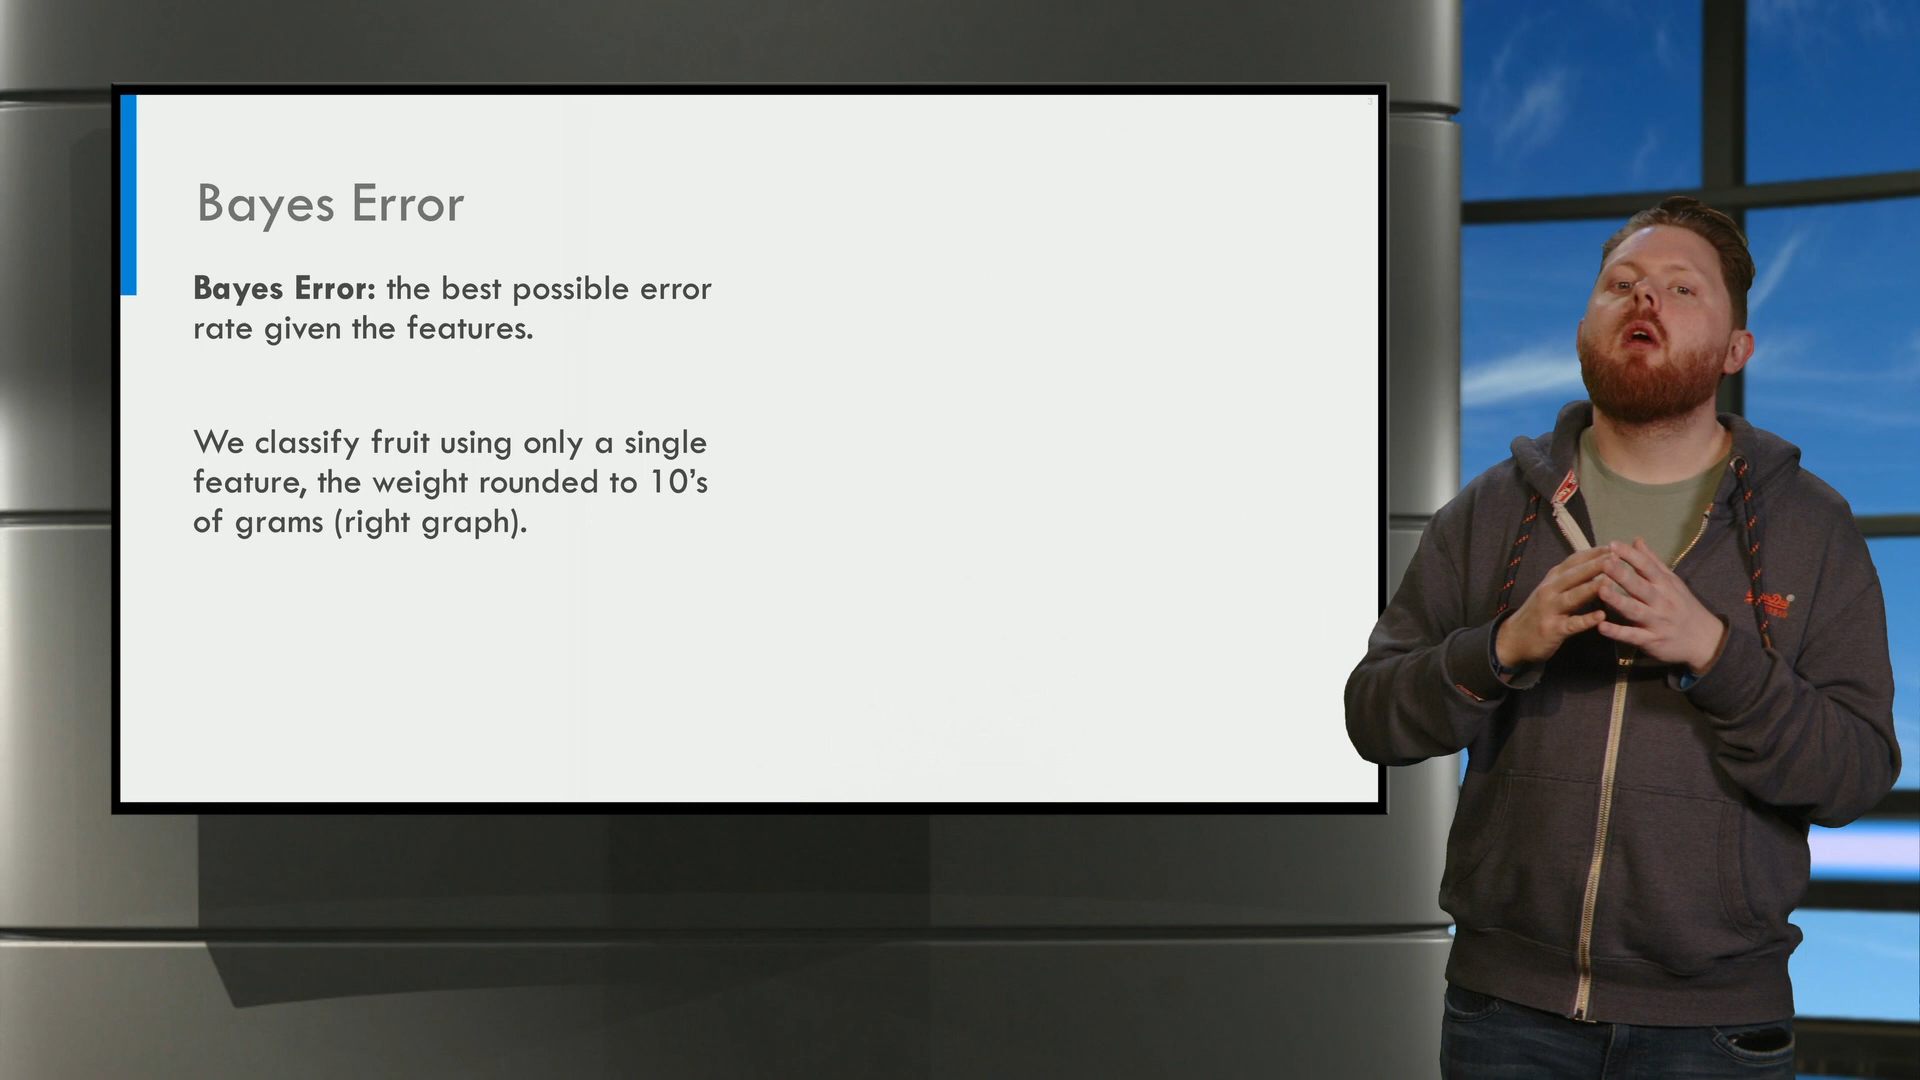 3
Bayes Error
Bayes Error: the best possible error
rate given the features.
We classify fruit using only a single
feature, the weight rounded to 10’s
of grams (right graph).